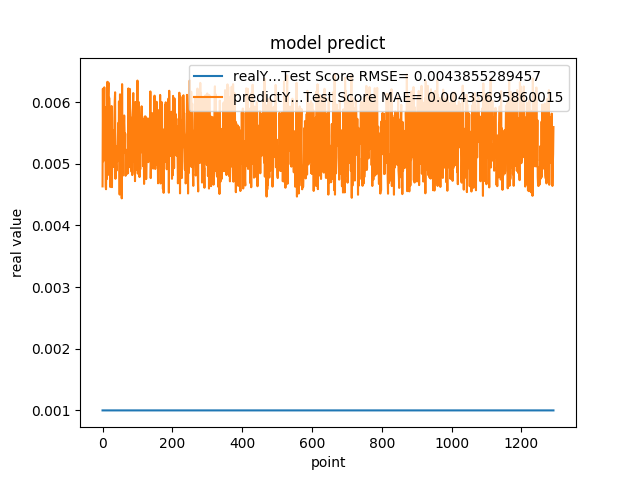 model predict
realY...Test Score RMSE= 0.0043855289457
predictY...Test Score MAE= 0.00435695860015
0.006
0.005
0.004
0.003
0.002
0.001
real value
0 200 400 600 800 1000 1200
point